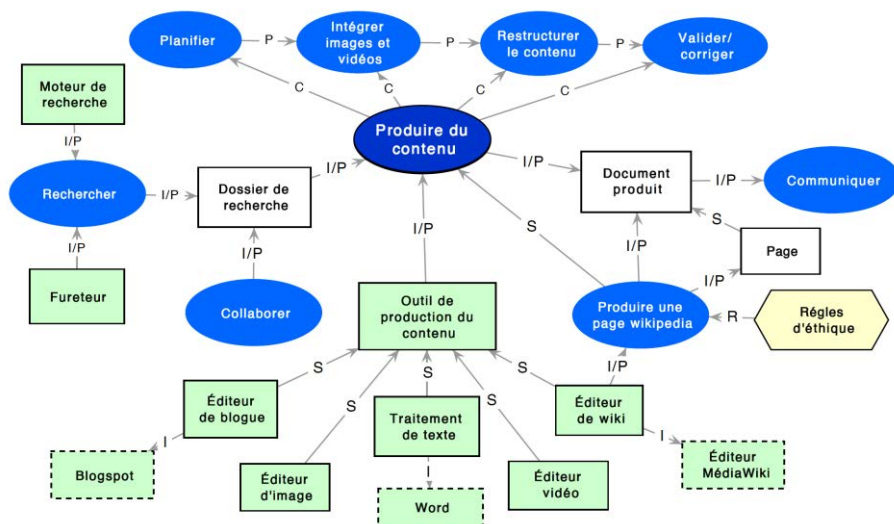 Planifier
P
Intégrer
images et
vidéos
P
Restructurer
le contenu
P
Valider/
corriger
C
C
C
C
Moteur de
recherche
I/P
Produire du
contenu
Rechercher
I/P
Dossier de
recherche
I/P
I/P
Document
produit
I/P
Communiquer
I/P
Fureteur
I/P
Collaborer
I/P
S
I/P
S
Page
I/P
Outil de
production du
contenu
Produire une
page wikipedia
R
Régles
d'éthique
S
S
S
S
S
I/P
Éditeur
de blogue
Traitement
de texte
Éditeur
de wiki
I
I
Blogspot
Éditeur
d'image
I
Word
Éditeur
vidéo
Éditeur
MédiaWiki